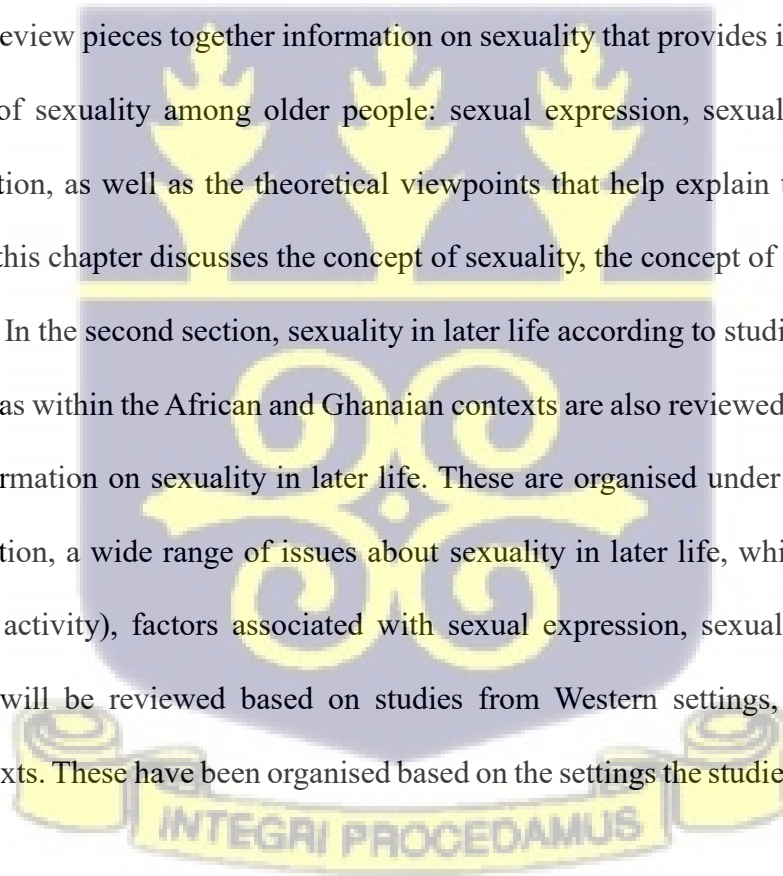 eview pieces together information on sexuality that provides i
of sexuality among older people: sexual expression, sexual
tion, as well as the theoretical viewpoints that help explain t
this chapter discusses the concept of sexuality, the concept of
In the second section, sexuality in later life according to studi
as within the African and Ghanaian contexts are also reviewed
rmation on sexuality in later life. These are organised under
tion, a wide range of issues about sexuality in later life, whi
activity), factors associated with sexual expression, sexual
will be reviewed based on studies from Western settings,
xts. These have been organised based on the settings the studie
INTEGRI PROCEDAMUS